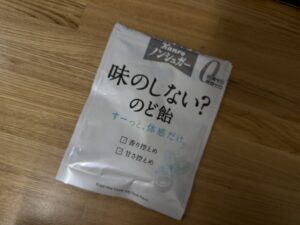 Kanro
ノンシュガー
0
味のしない?
のど飴
すーっと、体感だけ。
香り控えめ
甘さ控えめ